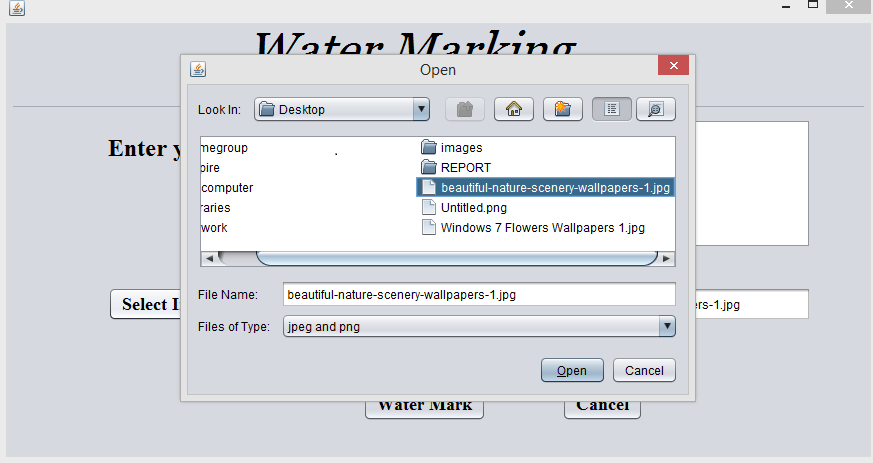 Water Marking
Open
Look In: Desktop
Enter y
megroup
pire
computer
raries
work
images
REPORT
beautiful-nature-scenery-wallpapers-1.jpg
Untitled.png
Windows 7 Flowers Wallpapers 1.jpg
File Name: beautiful-nature-scenery-wallpapers-1.jpg
Select I
ers-1.jpg
Files of Type: jpeg and png
Open Cancel
Water Mark Cancel